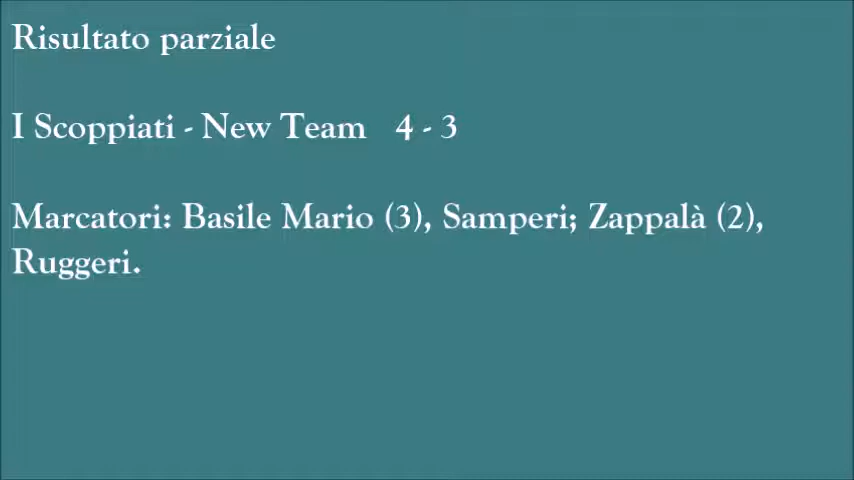 Risultato parziale
I Scoppiati - New Team 4 - 3
Marcatori: Basile Mario (3), Samperi; Zappalà (2),
Ruggeri.